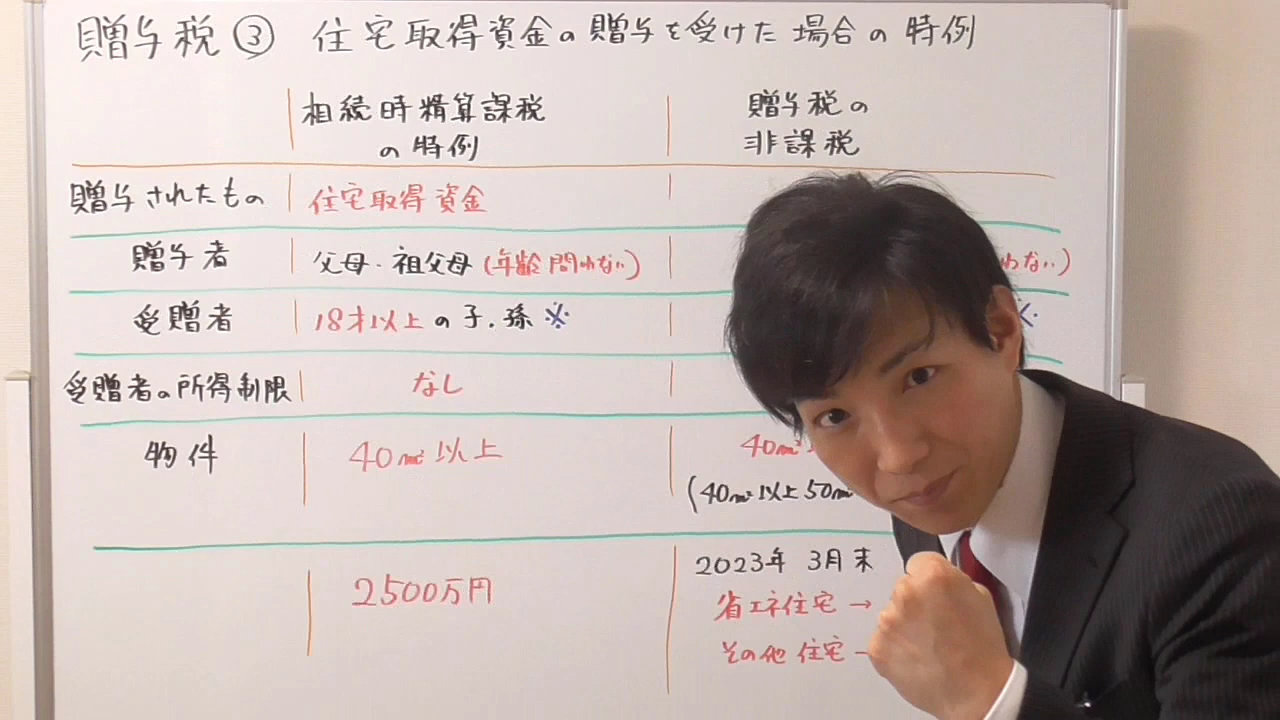 贈与税③ 住宅取得資金の贈与を受けた場合の特例
相続時精算課税の特例 贈与税の非課税
贈与されたもの 住宅取得資金
贈与者 父母・祖父母(年齢問わない) わない)
受贈者 18才以上の子・孫※ ※
受贈者の所得制限 なし
物件 40㎡以上 40㎡
(40㎡以上50㎡
2500万円 2023年 3月末
省エネ住宅→
その他住宅→